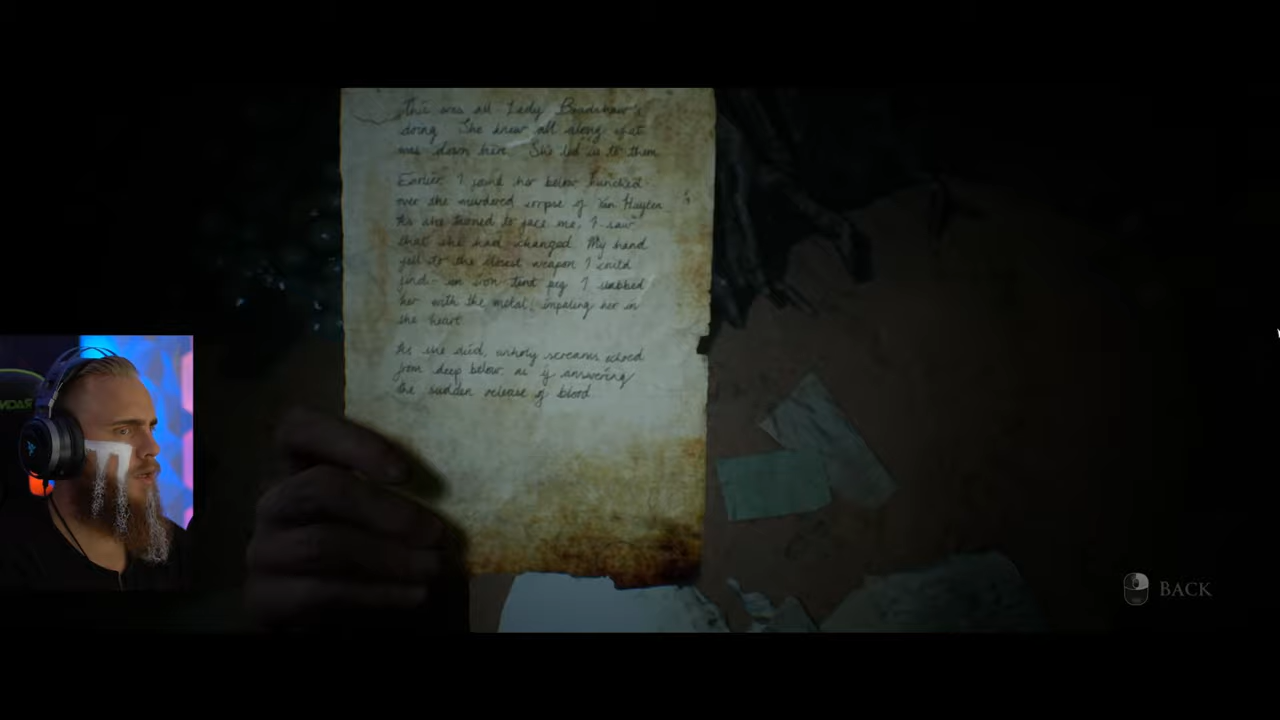 This was all Lady Bradshaw's
doing. She knew all along what
was down here. She led us to them.
Earlier I found her below hunched
over the murdered corpse of Van Huyten.
As she turned to face me, I saw
that she had changed. My hand
fell to the closest weapon I could
find - an iron tent peg. I stabbed
her with the metal, impaling her in
the heart.
As she died, unholy screams echoed
from deep below as if answering
the sudden release of blood.
BACK